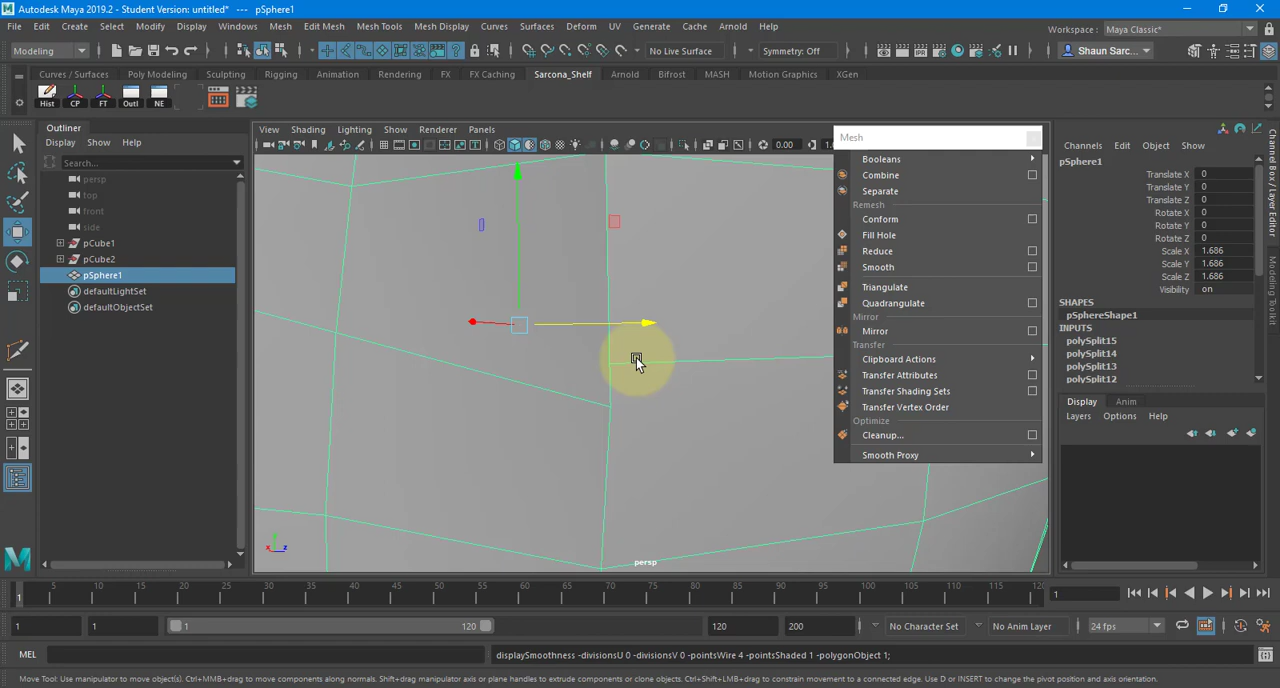 Autodesk Maya 2019.2 - Student Version: untitled* --- pSphere1
File Edit Create Select Modify Display Windows Mesh Edit Mesh Mesh Tools Mesh Display Curves Surfaces Deform UV Generate Cache Arnold Help
Workspace : Maya Classic*
Modeling
No Live Surface
Symmetry: Off
Shaun Sarc...
Curves / Surfaces Poly Modeling Sculpting Rigging Animation Rendering FX FX Caching Sarcona_Shelf Arnold Bifrost MASH Motion Graphics XGen
Hist CP FT Outl NE
Outliner
Display Show Help
Search...
persp
top
front
side
pCube1
pCube2
pSphere1
defaultLightSet
defaultObjectSet
View Shading Lighting Show Renderer Panels
0.00
Mesh
Booleans
Combine
Separate
Remesh
Conform
Fill Hole
Reduce
Smooth
Triangulate
Quadrangulate
Mirror
Mirror
Transfer
Clipboard Actions
Transfer Attributes
Transfer Shading Sets
Transfer Vertex Order
Optimize
Cleanup...
Smooth Proxy
persp
Channels Edit Object Show
pSphere1
Translate X 0
Translate Y 0
Translate Z 0
Rotate X 0
Rotate Y 0
Rotate Z 0
Scale X 1.686
Scale Y 1.686
Scale Z 1.686
Visibility on
SHAPES
pSphereShape1
INPUTS
polySplit15
polySplit14
polySplit13
polySplit12
Display Anim
Layers Options Help
Channel Box / Layer Editor
Modeling Toolkit
1 5 10 15 20 25 30 35 40 45 50 55 60 65 70 75 80 85 90 95 100 105 110 115 120
1
1 1 1 120 120 200
No Character Set
No Anim Layer
24 fps
MEL
displaySmoothness -divisionsU 0 -divisionsV 0 -pointsWire 4 -pointsShaded 1 -polygonObject 1;
Move Tool: Use manipulator to move object(s). Ctrl+MMB+drag to move components along normals. Shift+drag manipulator axis or plane handles to extrude components or clone objects. Ctrl+Shift+LMB+drag to constrain movement to a connected edge. Use D or INSERT to change the pivot position and axis orientation.